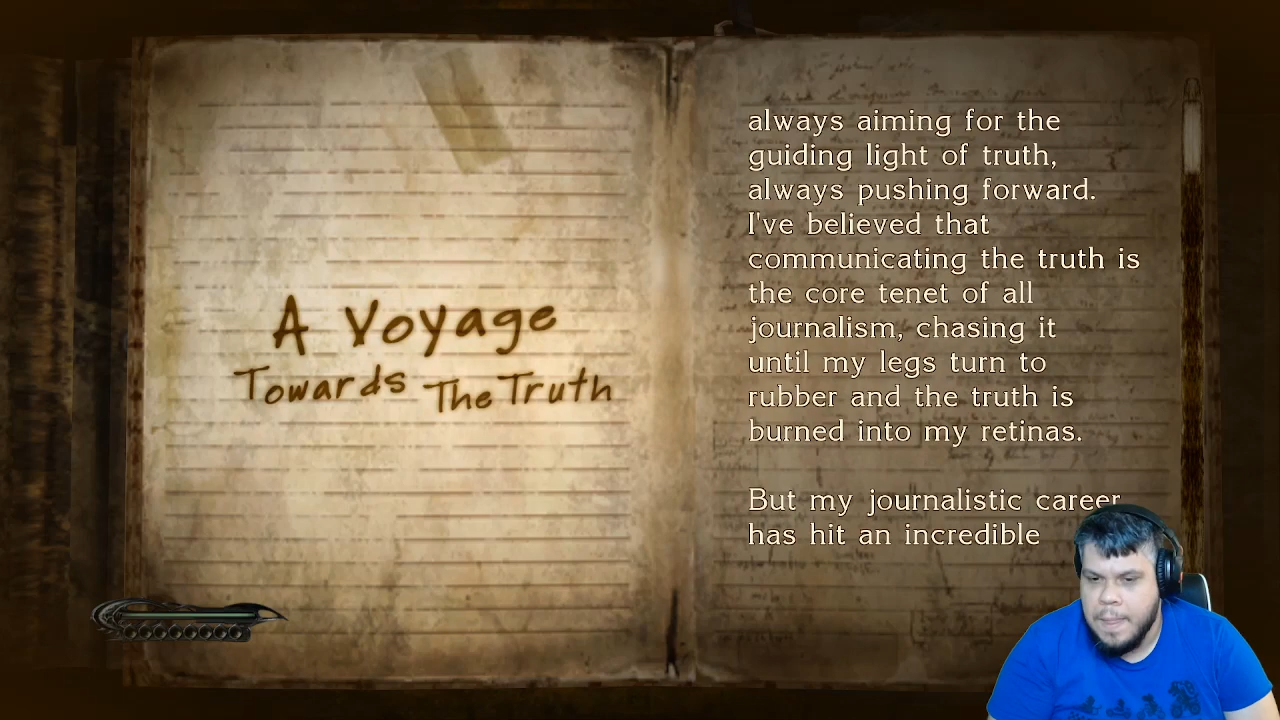 A Voyage
Towards The Truth
always aiming for the
guiding light of truth,
always pushing forward.
I've believed that
communicating the truth is
the core tenet of all
journalism, chasing it
until my legs turn to
rubber and the truth is
burned into my retinas.
But my journalistic career
has hit an incredible